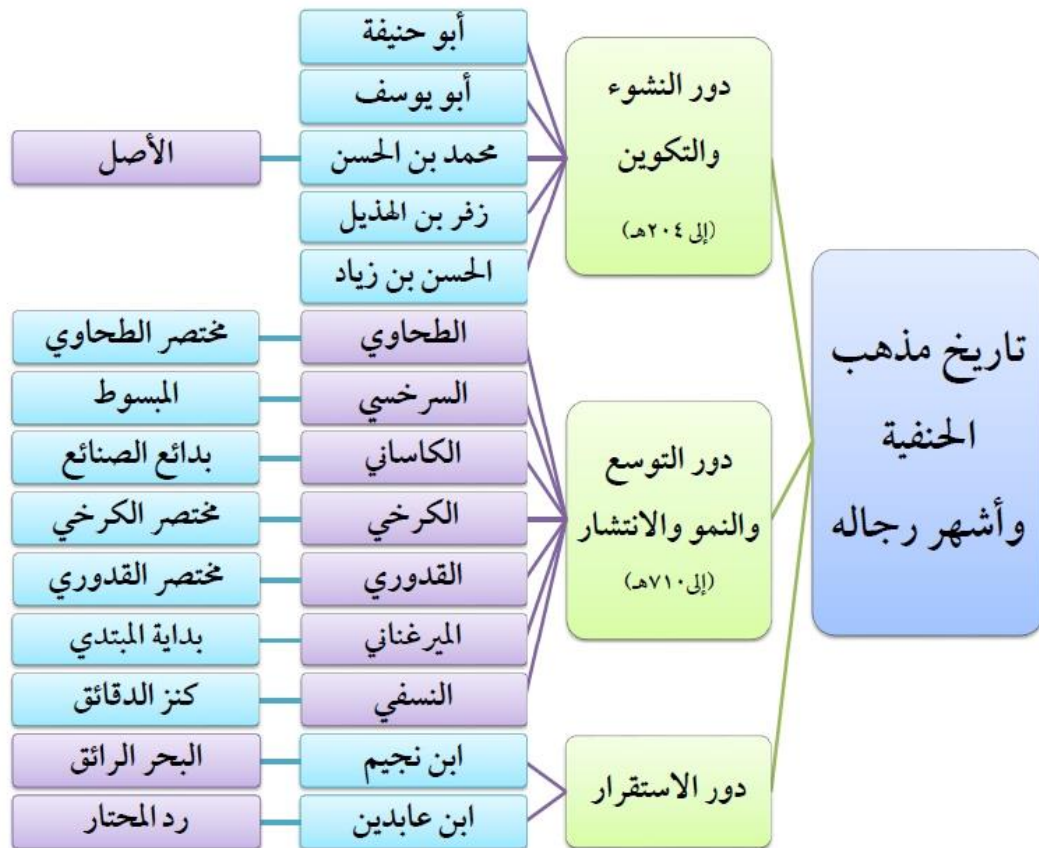 تاريخ مذهب
الحنفية
وأشهر رجاله
دور النشوء
والتكوين
(إلى ٢٠٤هـ)
أبو حنيفة
أبو يوسف
محمد بن الحسن
الأصل
زفر بن الهذيل
الحسن بن زياد
دور التوسع
والنمو والانتشار
(إلى ٧١٠هـ)
الطحاوي
مختصر الطحاوي
السرخسي
المبسوط
الكاساني
بدائع الصنائع
الكرخي
مختصر الكرخي
القدوري
مختصر القدوري
الميرغناني
بداية المبتدي
النسفي
كنز الدقائق
دور الاستقرار
ابن نجيم
البحر الرائق
ابن عابدين
رد المحتار